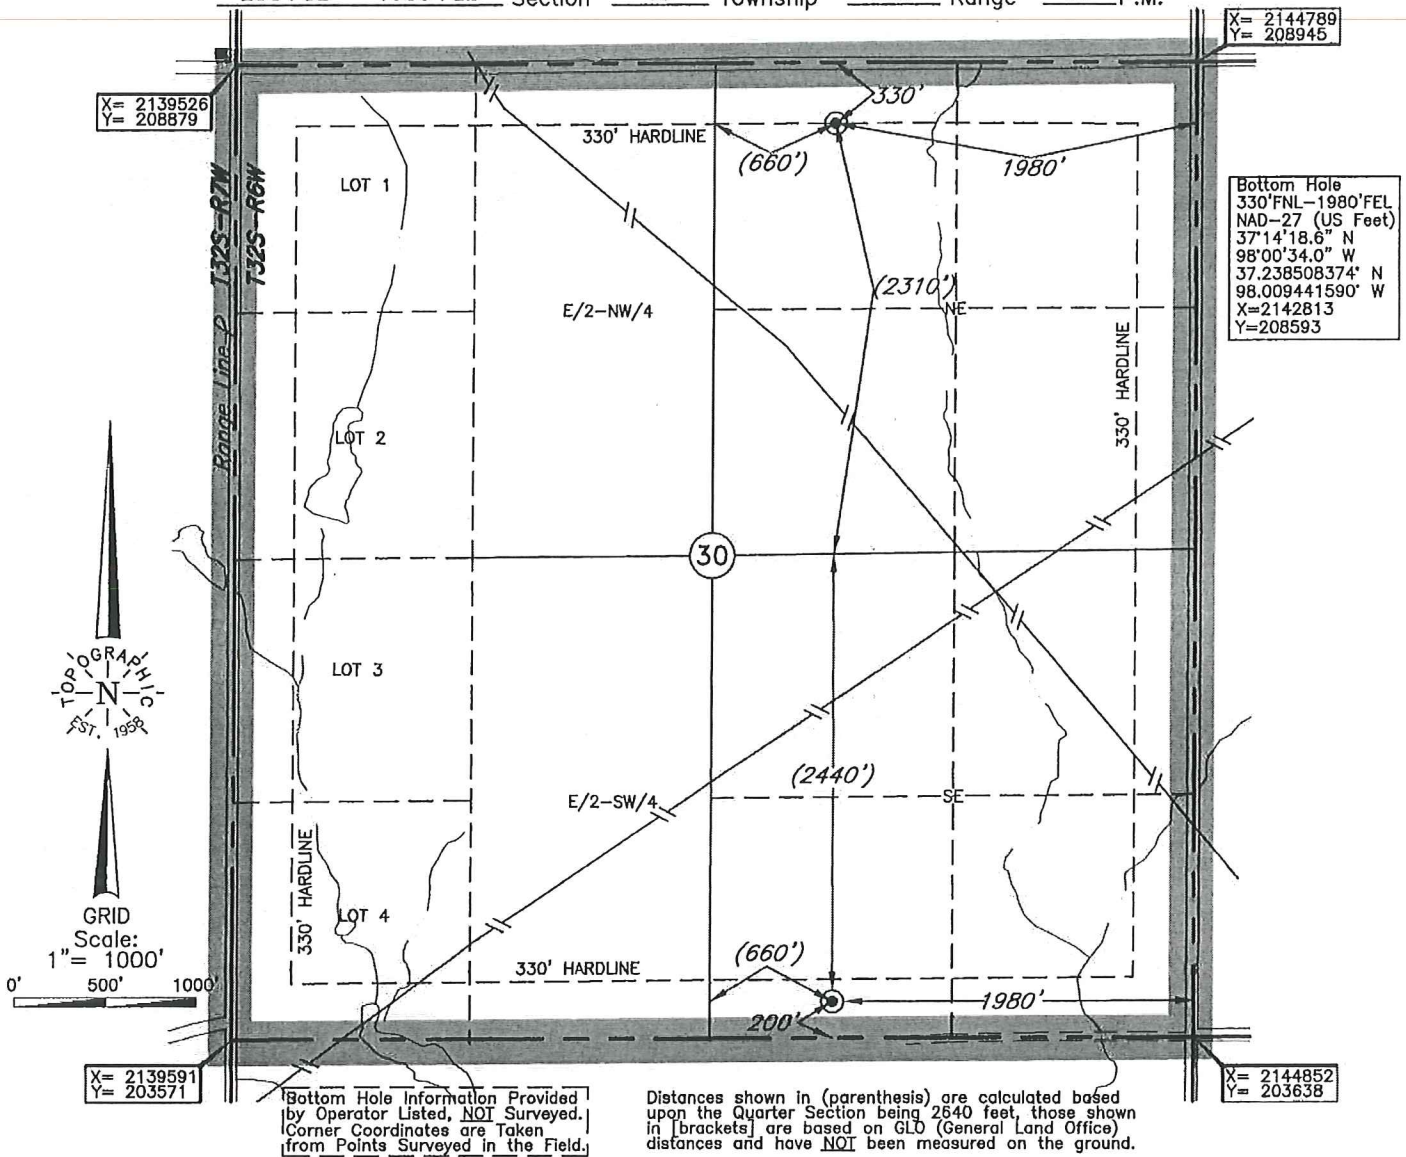 Section Township Range P.M.
X= 2144789
Y= 208945
X= 2139526
Y= 208879
330'
330' HARDLINE
(660')
1980'
LOT 1
T32S-R7W
T32S-R6W
Bottom Hole
330'FNL-1980'FEL
NAD-27 (US Feet)
37°14'18.6" N
98°00'34.0" W
37.238508374° N
98.009441590° W
X=2142813
Y=208593
(2310')
E/2-NW/4
NE
330' HARDLINE
Range Line
LOT 2
30
LOT 3
TOPOGRAPHIC
N
EST. 1958
(2440')
E/2-SW/4
SE
330' HARDLINE
LOT 4
GRID
Scale:
1"= 1000'
0' 500' 1000'
(660')
330' HARDLINE
1980'
200'
X= 2139591
Y= 203571
X= 2144852
Y= 203638
Bottom Hole Information Provided
by Operator Listed, NOT Surveyed.
Corner Coordinates are Taken
from Points Surveyed in the Field.
Distances shown in (parenthesis) are calculated based
upon the Quarter Section being 2640 feet, those shown
in [brackets] are based on GLO (General Land Office)
distances and have NOT been measured on the ground.